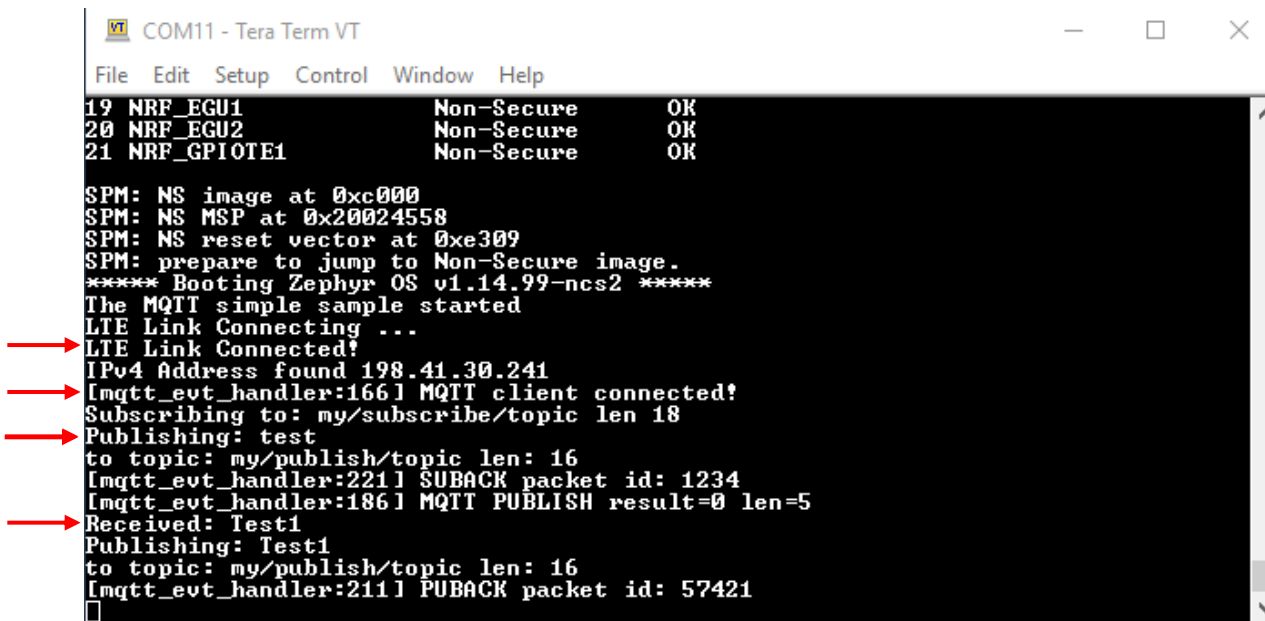 COM11 - Tera Term VT
File Edit Setup Control Window Help
19 NRF_EGU1 Non-Secure OK
20 NRF_EGU2 Non-Secure OK
21 NRF_GPIOTE1 Non-Secure OK
SPM: NS image at 0xc000
SPM: NS MSP at 0x20024558
SPM: NS reset vector at 0xe309
SPM: prepare to jump to Non-Secure image.
***** Booting Zephyr OS v1.14.99-ncs2 *****
The MQTT simple sample started
LTE Link Connecting ...
LTE Link Connected!
IPv4 Address found 198.41.30.241
[mqtt_evt_handler:166] MQTT client connected!
Subscribing to: my/subscribe/topic len 18
Publishing: test
to topic: my/publish/topic len: 16
[mqtt_evt_handler:221] SUBACK packet id: 1234
[mqtt_evt_handler:186] MQTT PUBLISH result=0 len=5
Received: Test1
Publishing: Test1
to topic: my/publish/topic len: 16
[mqtt_evt_handler:211] PUBACK packet id: 57421